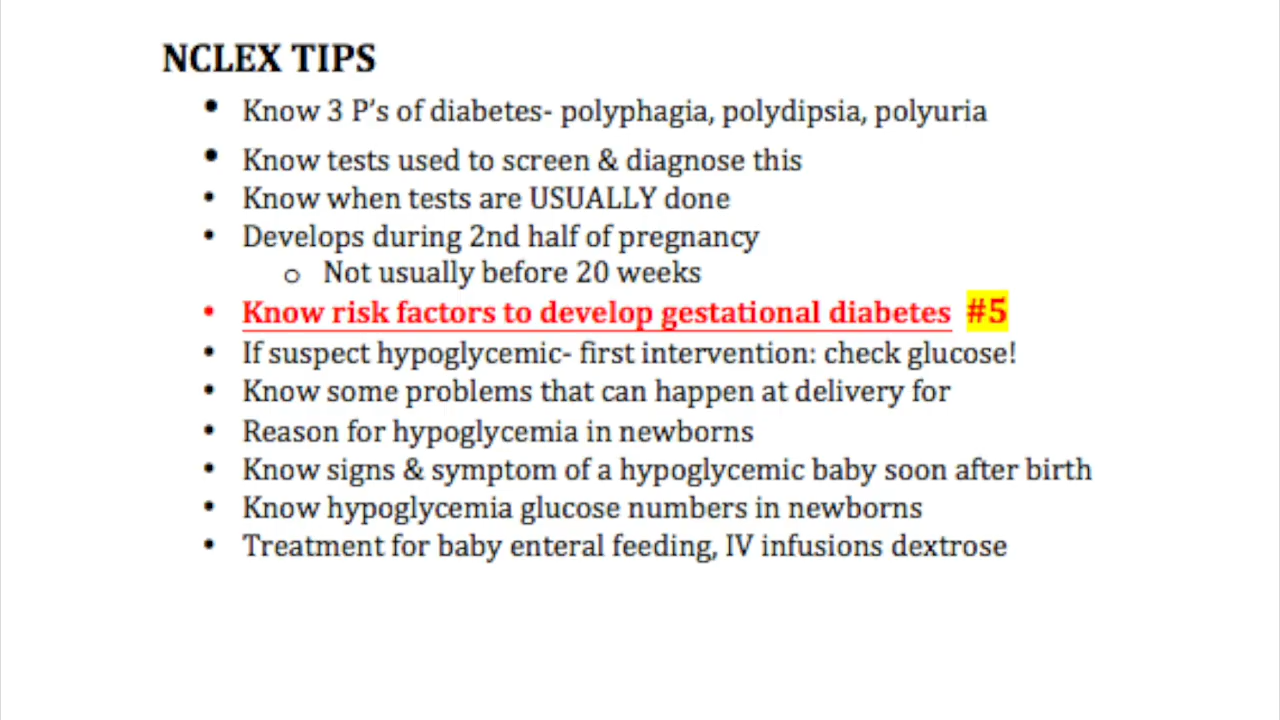 NCLEX TIPS
• Know 3 P's of diabetes- polyphagia, polydipsia, polyuria
• Know tests used to screen & diagnose this
• Know when tests are USUALLY done
• Develops during 2nd half of pregnancy
o Not usually before 20 weeks
• Know risk factors to develop gestational diabetes #5
• If suspect hypoglycemic- first intervention: check glucose!
• Know some problems that can happen at delivery for
• Reason for hypoglycemia in newborns
• Know signs & symptom of a hypoglycemic baby soon after birth
• Know hypoglycemia glucose numbers in newborns
• Treatment for baby enteral feeding, IV infusions dextrose